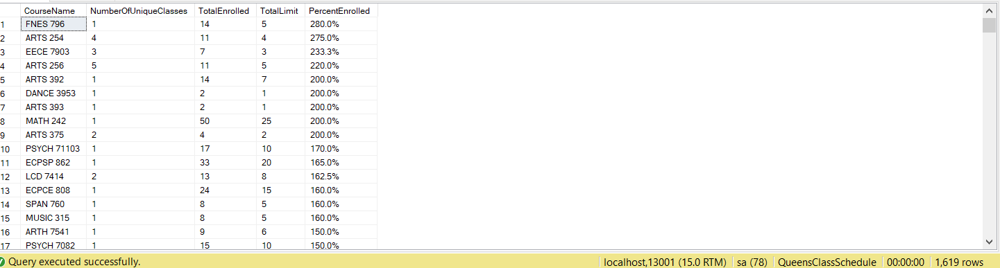 CourseName NumberOfUniqueClasses TotalEnrolled TotalLimit PercentEnrolled
1 FNES 796 1 14 5 280.0%
2 ARTS 254 4 11 4 275.0%
3 EECE 7903 3 7 3 233.3%
4 ARTS 256 5 11 5 220.0%
5 ARTS 392 1 14 7 200.0%
6 DANCE 3953 1 2 1 200.0%
7 ARTS 393 1 2 1 200.0%
8 MATH 242 1 50 25 200.0%
9 ARTS 375 2 4 2 200.0%
10 PSYCH 71103 1 17 10 170.0%
11 ECPSP 862 1 33 20 165.0%
12 LCD 7414 2 13 8 162.5%
13 ECPCE 808 1 24 15 160.0%
14 SPAN 760 1 8 5 160.0%
15 MUSIC 315 1 8 5 160.0%
16 ARTH 7541 1 9 6 150.0%
17 PSYCH 7082 1 15 10 150.0%
Query executed successfully. localhost,13001 (15.0 RTM) sa (78) QueensClassSchedule 00:00:00 1,619 rows